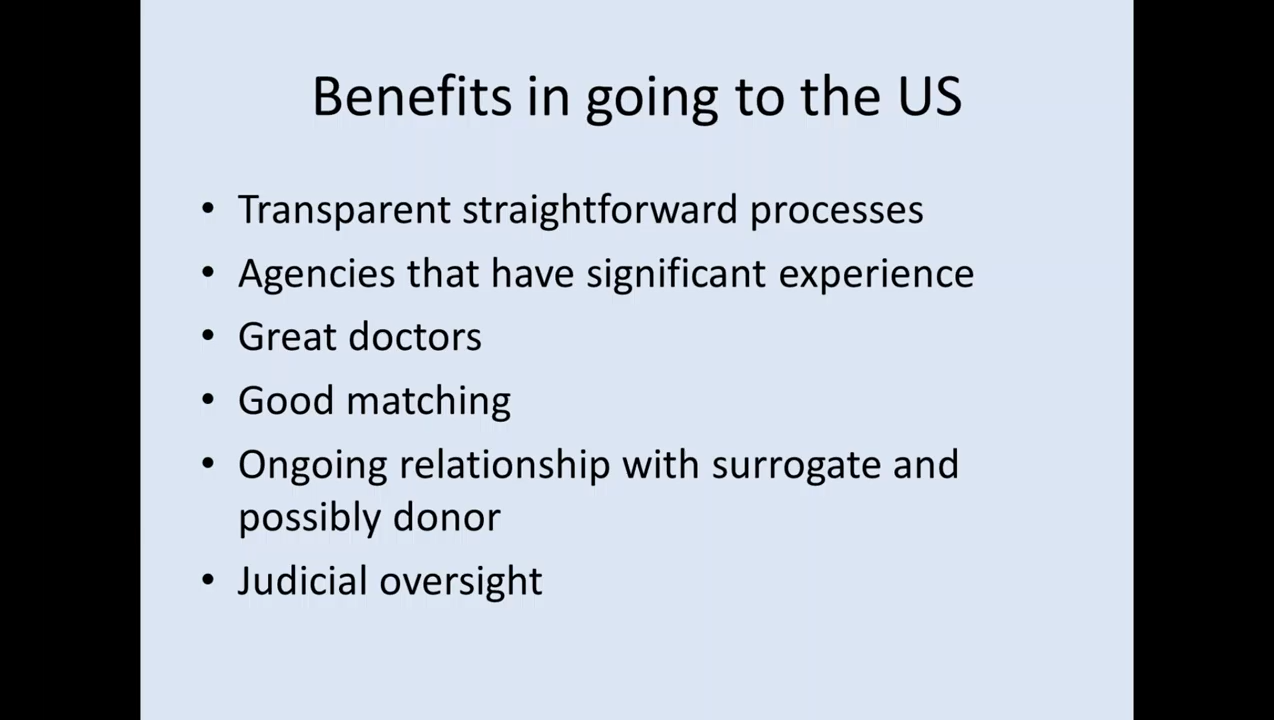 Benefits in going to the US
• Transparent straightforward processes
• Agencies that have significant experience
• Great doctors
• Good matching
• Ongoing relationship with surrogate and
possibly donor
• Judicial oversight